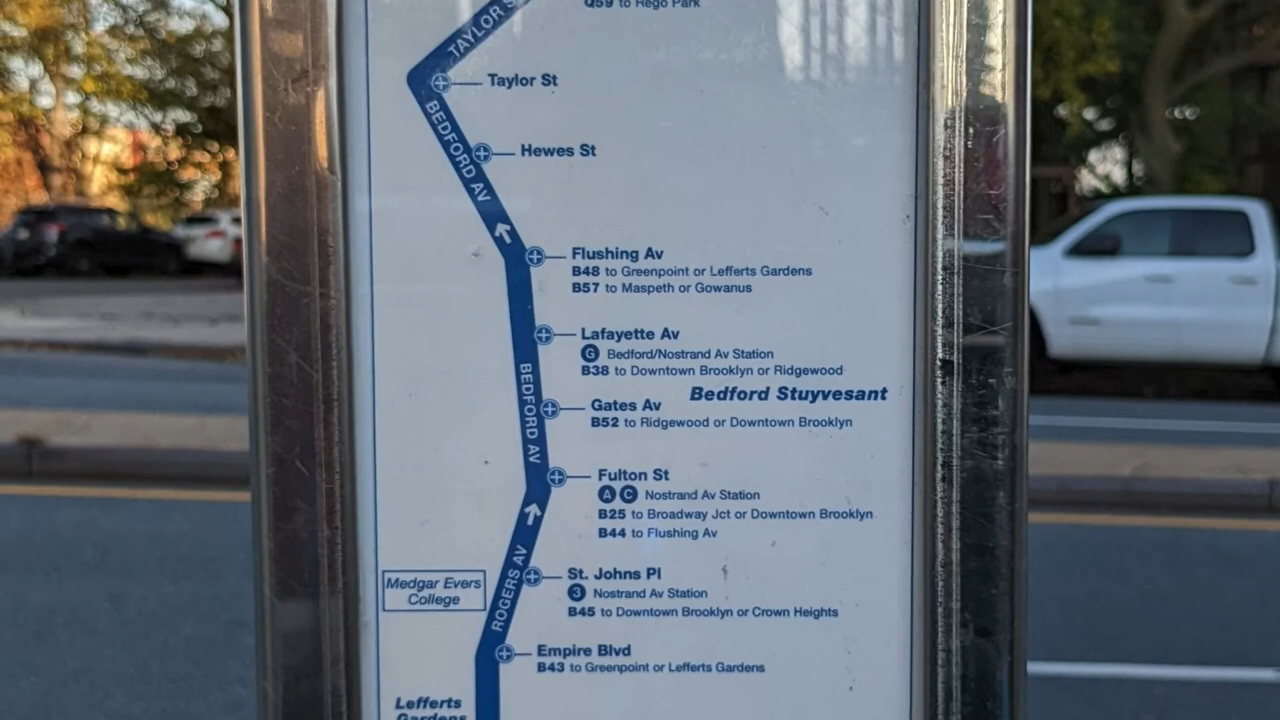 Q59 to Rego Park
TAYLOR S
Taylor St
BEDFORD AV
Hewes St
Flushing Av
B48 to Greenpoint or Lefferts Gardens
B57 to Maspeth or Gowanus
Lafayette Av
G Bedford/Nostrand Av Station
B38 to Downtown Brooklyn or Ridgewood
Bedford Stuyvesant
BEDFORD AV
Gates Av
B52 to Ridgewood or Downtown Brooklyn
Fulton St
A C Nostrand Av Station
B25 to Broadway Jct or Downtown Brooklyn
B44 to Flushing Av
ROGERS AV
St. Johns Pl
3 Nostrand Av Station
B45 to Downtown Brooklyn or Crown Heights
Medgar Evers
College
Empire Blvd
B43 to Greenpoint or Lefferts Gardens
Lefferts
Gardens